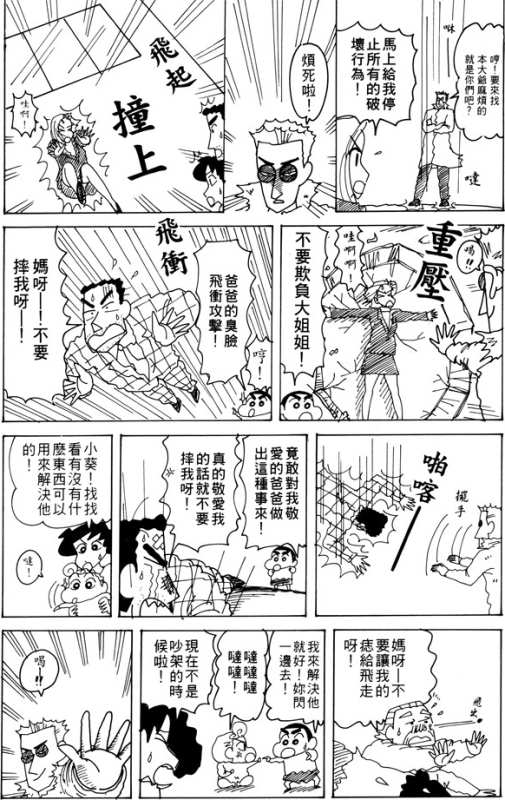 哼！要來找
本大爺麻煩的
就是你們吧？
咻
噠
馬上給我停
止所有的破
壞行為！
煩死啦！
飛起
撞上
哇啊！
喝!!
重壓
哇啊啊！
不要欺負大姐姐！
飛衝
爸爸的臭臉
飛衝攻擊！
哼！
媽呀—！不要
摔我呀——！
擺手
啪喀
竟敢對我敬
愛的爸爸做
出這種事來！
真的敬愛我
的話就不要
摔我呀！
小葵！找找
看有沒有什
麼東西可以
用來解決他
的！
噠！
媽呀—不
要讓我的
痣給飛走
呀！
我來解決他
就好！妳閃
一邊去！
噠噠噠
噠噠！
現在不是
吵架的時
候啦！
喝!!